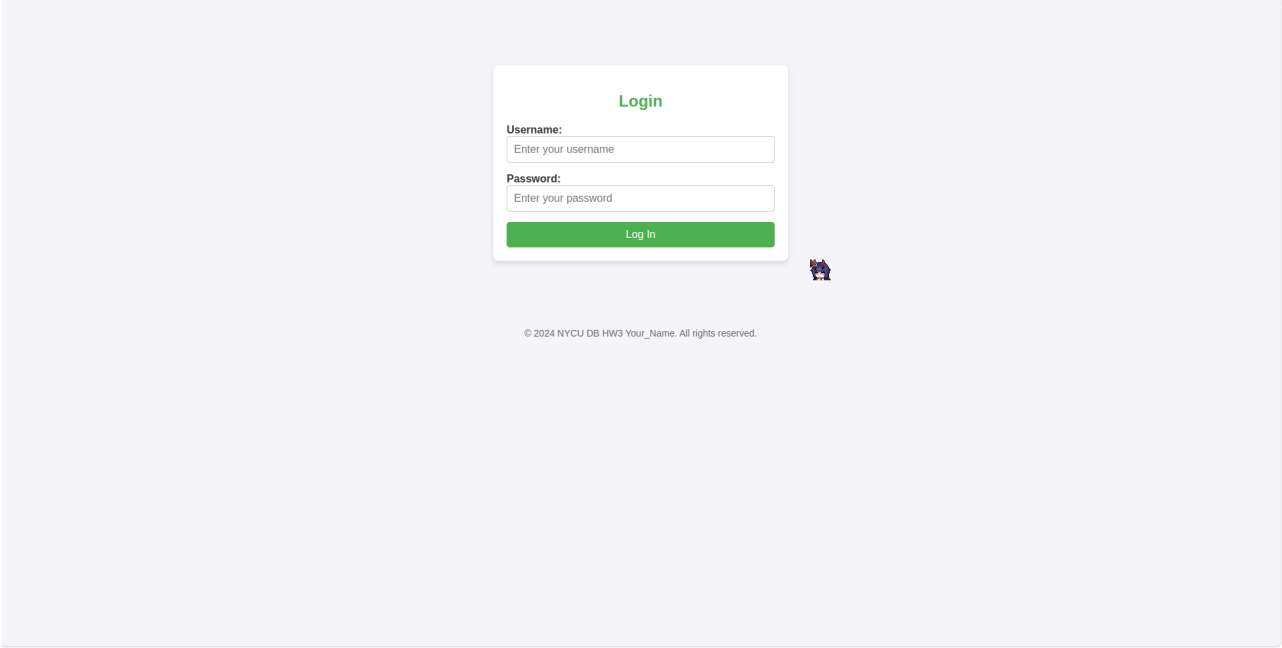 Login
Username:
Enter your username
Password:
Enter your password
Log In
© 2024 NYCU DB HW3 Your_Name. All rights reserved.